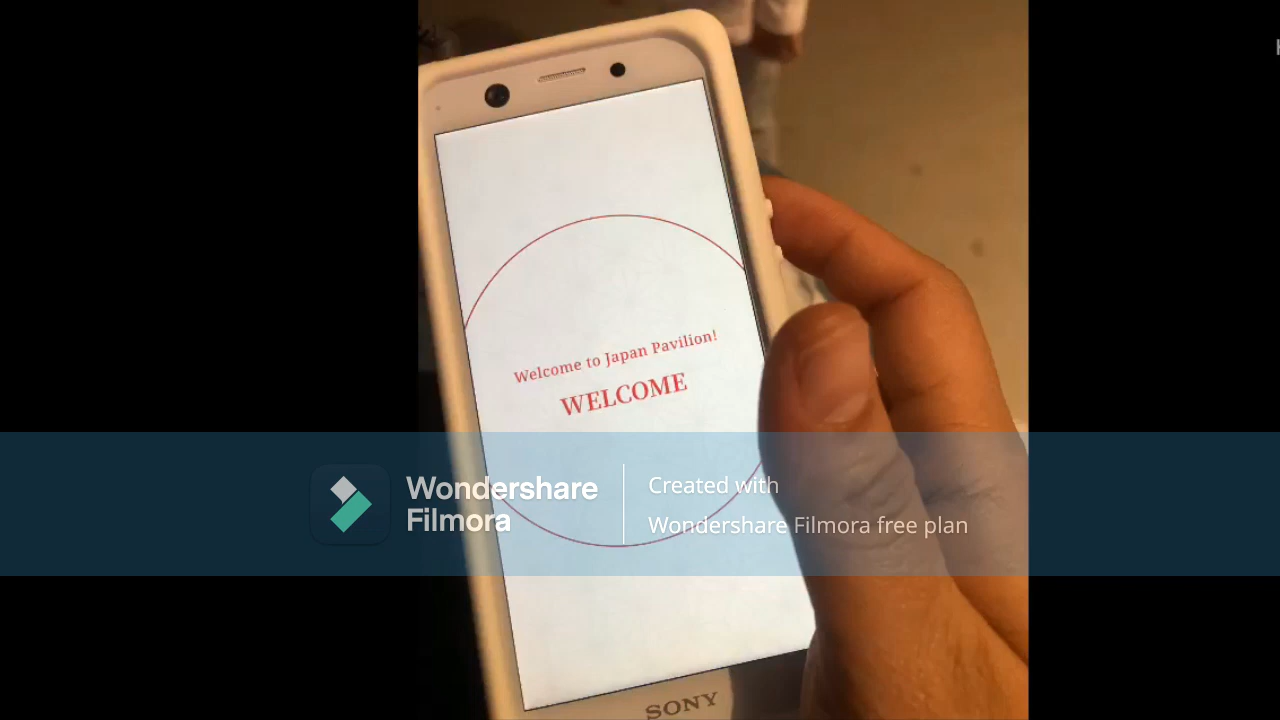 Welcome to Japan Pavilion!
WELCOME
Wondershare
Filmora
Created with
Wondershare Filmora free plan
SONY